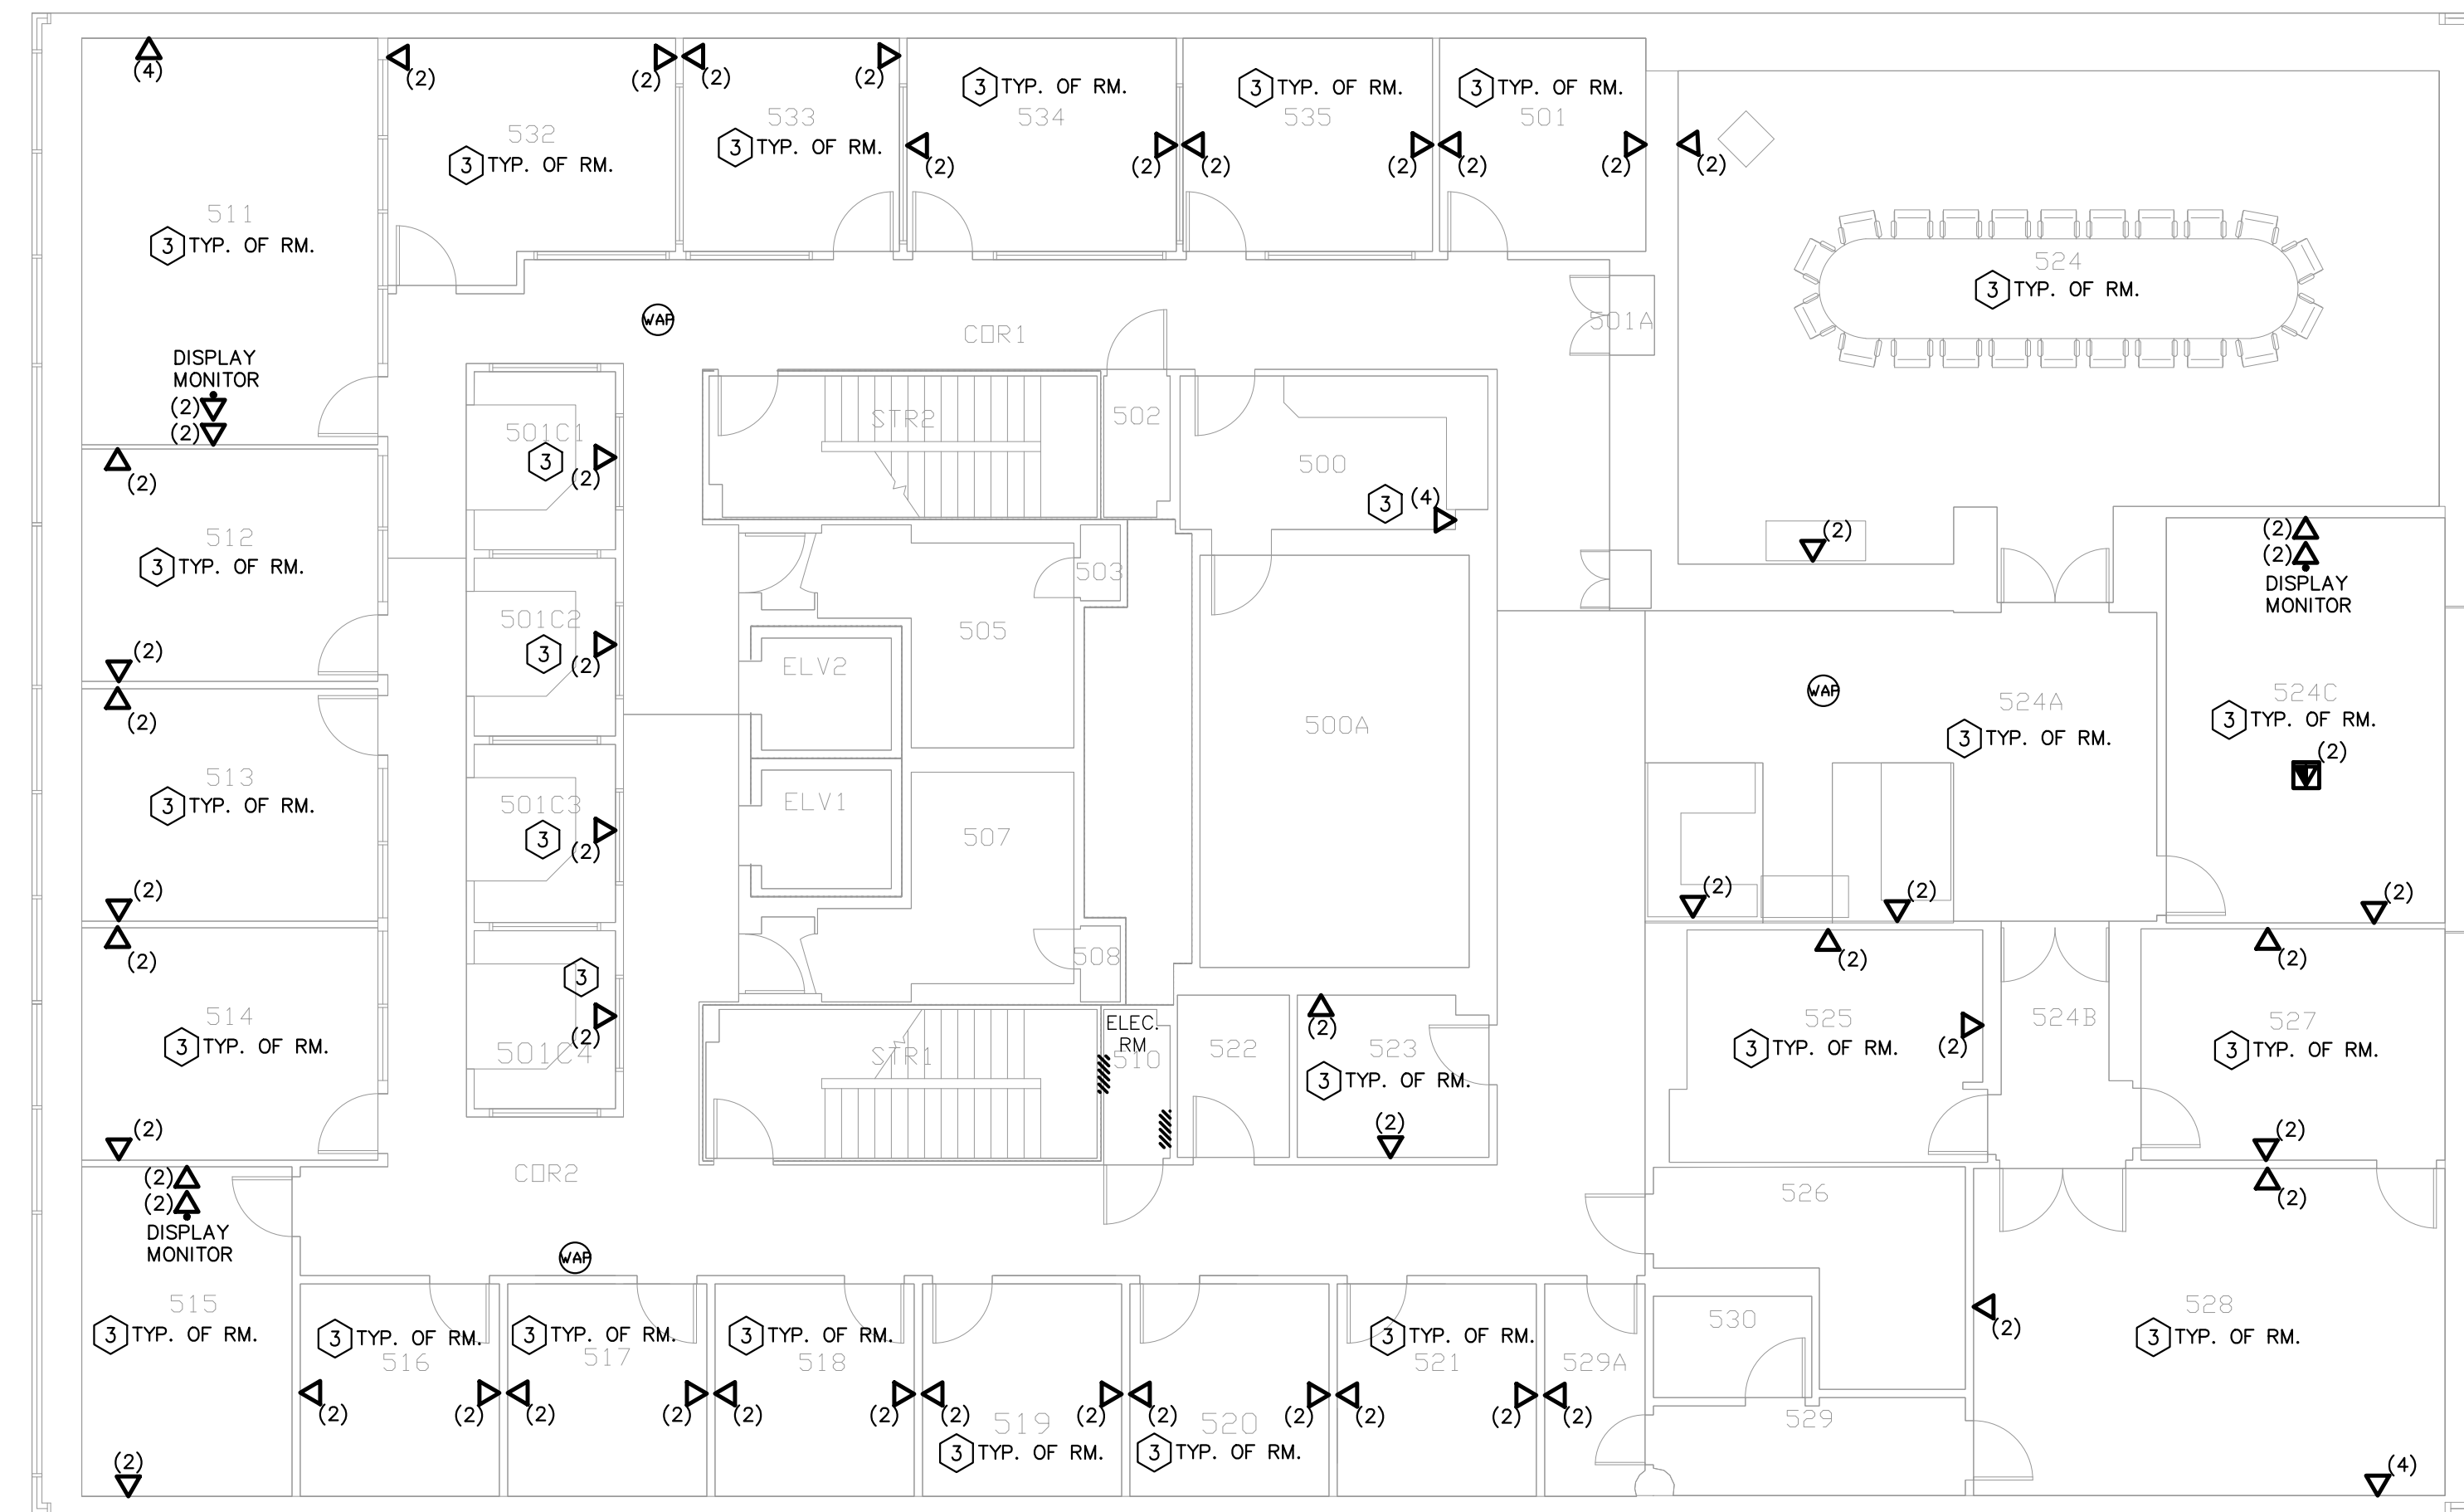 (4)
(2)
(2)
(2)
(2)
3 TYP. OF RM.
534
3 TYP. OF RM.
535
3 TYP. OF RM.
501
532
3 TYP. OF RM.
533
3 TYP. OF RM.
(2)
(2)
(2)
(2)
(2)
(2)
(2)
511
3 TYP. OF RM.
524
3 TYP. OF RM.
WAP
COR1
501A
DISPLAY
MONITOR
(2)
(2)
501C1
3
(2)
STR2
502
500
3 (4)
(2)
512
3 TYP. OF RM.
(2)
(2)
(2)
(2)
DISPLAY
MONITOR
503
505
501C2
3
(2)
ELV2
500A
WAP
524A
3 TYP. OF RM.
524C
3 TYP. OF RM.
(2)
(2)
513
3 TYP. OF RM.
(2)
501C3
3
(2)
ELV1
507
508
(2)
(2)
(2)
(2)
514
3 TYP. OF RM.
(2)
3
(2)
501C4
STR1
ELEC.
RM
510
522
(2)
523
3 TYP. OF RM.
(2)
(2)
525
3 TYP. OF RM.
(2)
524B
(2)
527
3 TYP. OF RM.
(2)
(2)
(2)
DISPLAY
MONITOR
COR2
WAP
526
(2)
515
3 TYP. OF RM.
(2)
3 TYP. OF RM.
516
(2)
(2)
3 TYP. OF RM.
517
(2)
(2)
3 TYP. OF RM.
518
(2)
(2)
519
3 TYP. OF RM.
(2)
(2)
520
3 TYP. OF RM.
(2)
(2)
3 TYP. OF RM.
521
(2)
(2)
529A
(2)
530
529
(2)
528
3 TYP. OF RM.
(4)